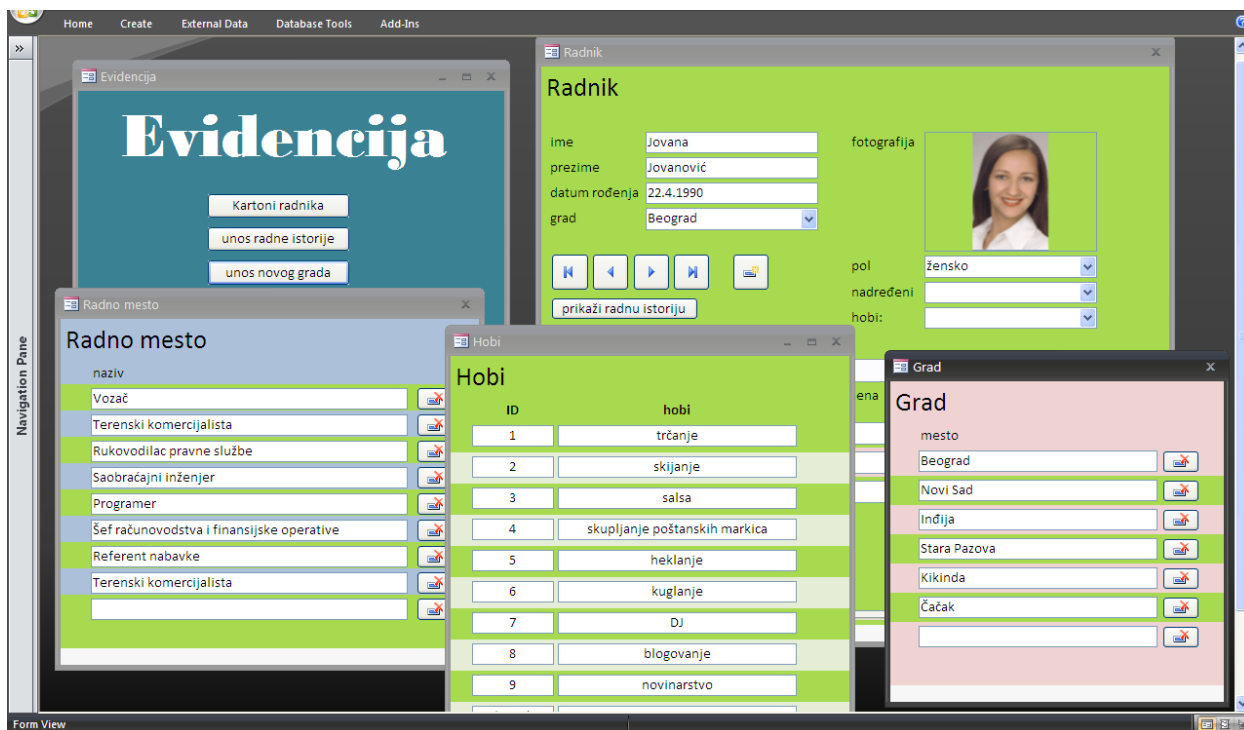 Home Create External Data Database Tools Add-Ins
Navigation Pane
Evidencija
Evidencija
Kartoni radnika
unos radne istorije
unos novog grada
Radnik
Radnik
ime Jovana
prezime Jovanović
datum rođenja 22.4.1990
grad Beograd
fotografija
pol žensko
nadređeni
hobi:
prikaži radnu istoriju
ena
Radno mesto
Radno mesto
naziv
Vozač
Terenski komercijalista
Rukovodilac pravne službe
Saobraćajni inženjer
Programer
Šef računovodstva i finansijske operative
Referent nabavke
Terenski komercijalista
Hobi
Hobi
ID hobi
1 trčanje
2 skijanje
3 salsa
4 skupljanje poštanskih markica
5 heklanje
6 kuglanje
7 DJ
8 blogovanje
9 novinarstvo
Grad
Grad
mesto
Beograd
Novi Sad
Inđija
Stara Pazova
Kikinda
Čačak
Form View